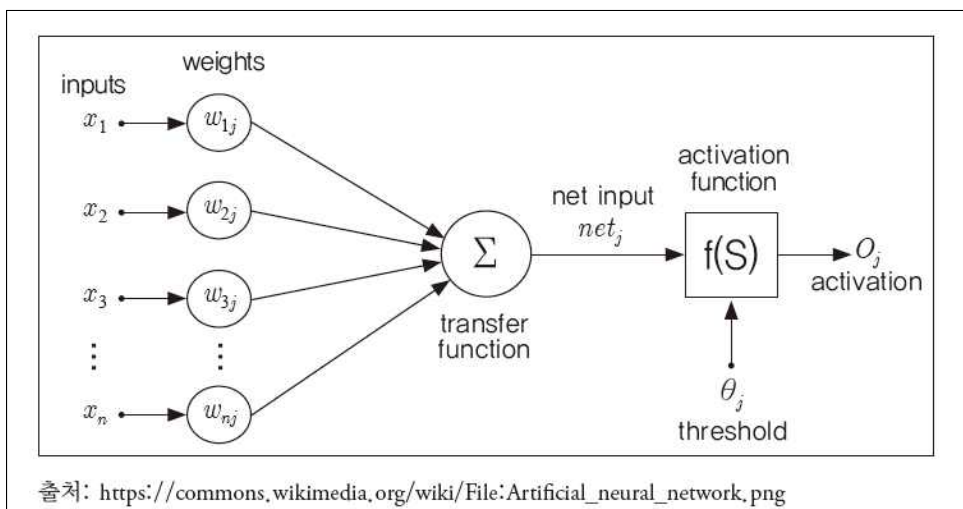 weights
inputs
x₁ w₁ⱼ
activation
function
x₂ w₂ⱼ
net input
netⱼ
Σ
f(S)
Oⱼ
activation
x₃ w₃ⱼ
transfer
function
⋮ ⋮
θⱼ
xₙ wₙⱼ
threshold
출처: https://commons.wikimedia.org/wiki/File:Artificial_neural_network.png